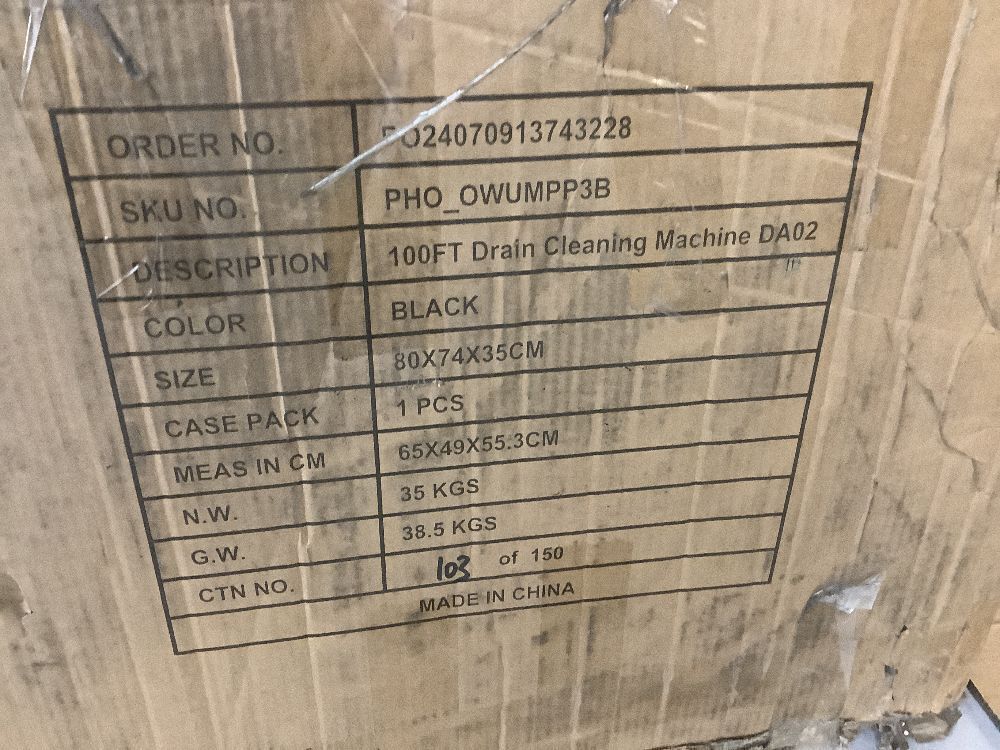 ORDER NO. PO24070913743228
SKU NO. PHO_OWUMPP3B
DESCRIPTION 100FT Drain Cleaning Machine DA02
COLOR BLACK
SIZE 80X74X35CM
CASE PACK 1 PCS
MEAS IN CM 65X49X55.3CM
N.W. 35 KGS
G.W. 38.5 KGS
CTN NO. 103 of 150
MADE IN CHINA